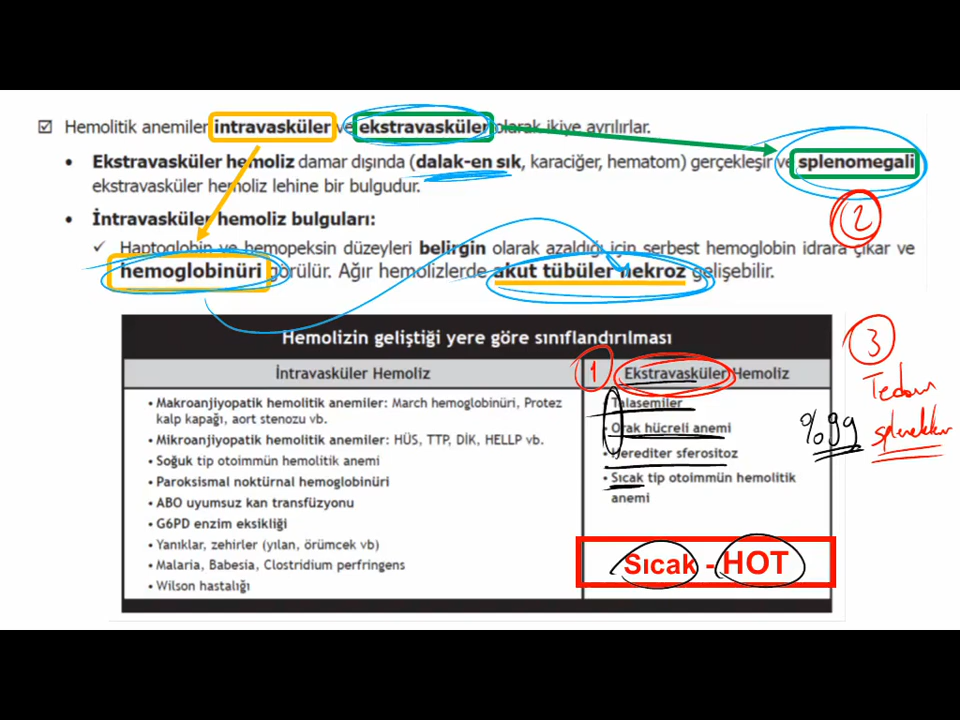 ☑ Hemolitik anemiler intravasküler ve ekstravasküler olarak ikiye ayrılırlar.
• Ekstravasküler hemoliz damar dışında (dalak-en sık, karaciğer, hematom) gerçekleşir ve splenomegali
ekstravasküler hemoliz lehine bir bulgudur.
2
• İntravasküler hemoliz bulguları:
✓ Haptoglobin ve hemopeksin düzeyleri belirgin olarak azaldığı için serbest hemoglobin idrara çıkar ve
hemoglobinüri görülür. Ağır hemolizlerde akut tübüler nekroz gelişebilir.
Hemolizin geliştiği yere göre sınıflandırılması
İntravasküler Hemoliz
• Makroanjiyopatik hemolitik anemiler: March hemoglobinüri, Protez
kalp kapağı, aort stenozu vb.
• Mikroanjiyopatik hemolitik anemiler: HÜS, TTP, DİK, HELLP vb.
• Soğuk tip otoimmün hemolitik anemi
• Paroksismal noktürnal hemoglobinüri
• ABO uyumsuz kan transfüzyonu
• G6PD enzim eksikliği
• Yanıklar, zehirler (yılan, örümcek vb)
• Malaria, Babesia, Clostridium perfringens
• Wilson hastalığı
1 Ekstravasküler Hemoliz
• Talasemiler
• Orak hücreli anemi
• Herediter sferositoz
• Sıcak tip otoimmün hemolitik
anemi
Sıcak - HOT
3
%99